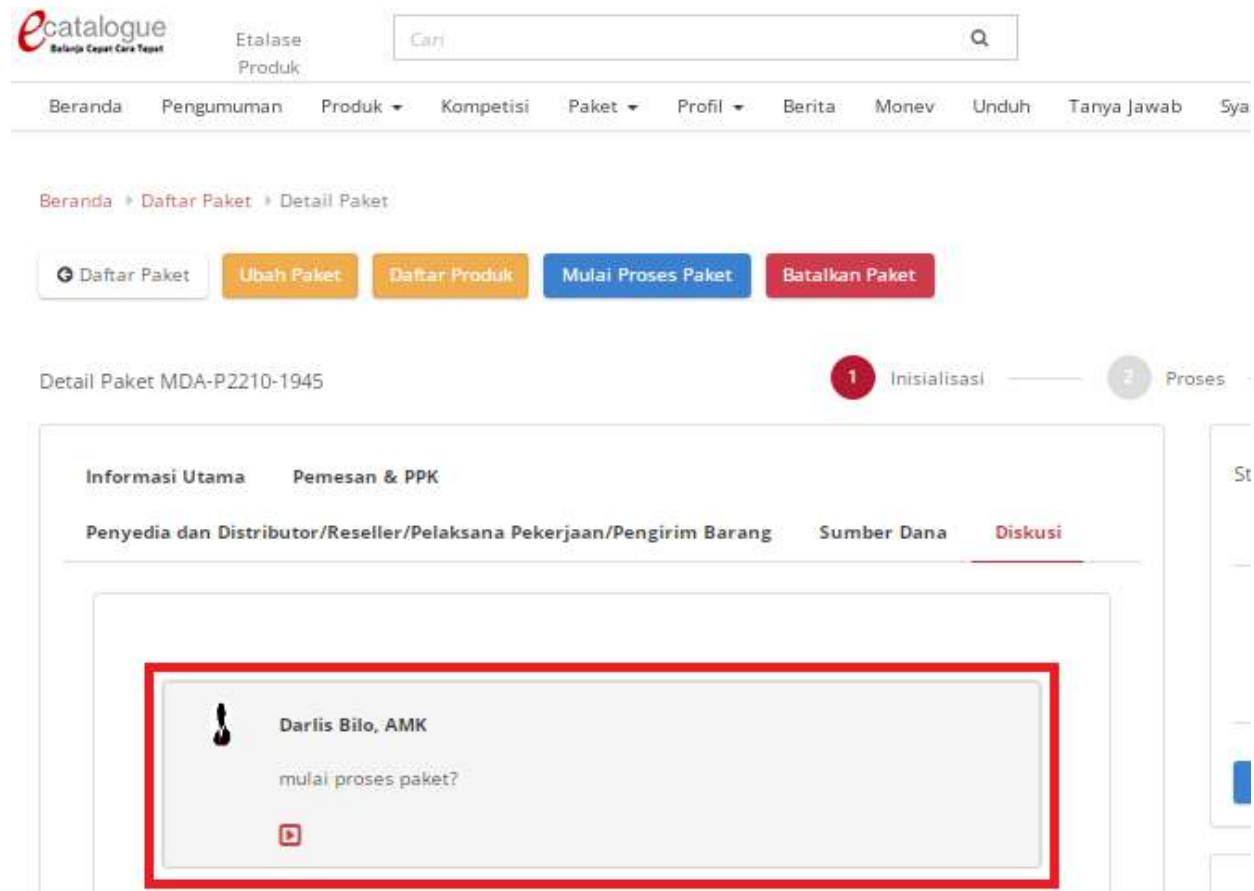 ecatalogue
Belanja Cepat Cara Tepat
Etalase
Produk
Cari
Beranda Pengumuman Produk Kompetisi Paket Profil Berita Monev Unduh Tanya Jawab Sya
Beranda Daftar Paket Detail Paket
Daftar Paket Ubah Paket Daftar Produk Mulai Proses Paket Batalkan Paket
Detail Paket MDA-P2210-1945 1 Inisialisasi 2 Proses
Informasi Utama Pemesan & PPK St
Penyedia dan Distributor/Reseller/Pelaksana Pekerjaan/Pengirim Barang Sumber Dana Diskusi
Darlis Bilo, AMK
mulai proses paket?